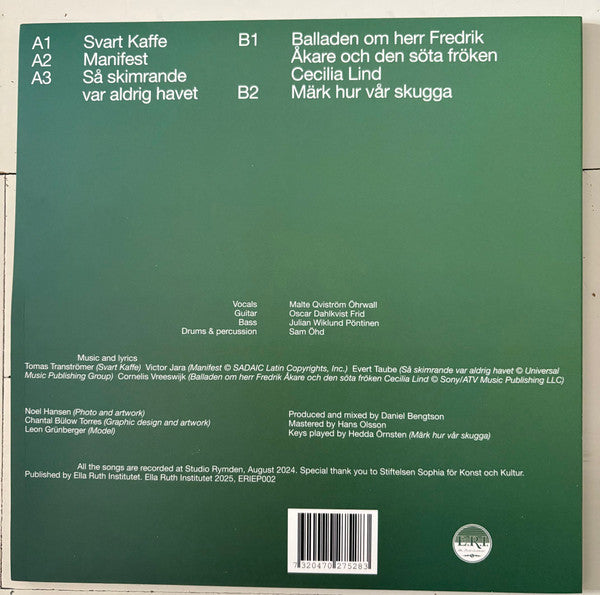 A1 Svart Kaffe
A2 Manifest
A3 Så skimrande
var aldrig havet
B1 Balladen om herr Fredrik
Åkare och den söta fröken
Cecilia Lind
B2 Märk hur vår skugga
Vocals Malte Qviström Öhrwall
Guitar Oscar Dahlkvist Frid
Bass Julian Wiklund Pöntinen
Drums & percussion Sam Öhd
Music and lyrics
Tomas Tranströmer (Svart Kaffe) Victor Jara (Manifest © SADAIC Latin Copyrights, Inc.) Evert Taube (Så skimrande var aldrig havet © Universal
Music Publishing Group) Cornelis Vreeswijk (Balladen om herr Fredrik Åkare och den söta fröken Cecilia Lind © Sony/ATV Music Publishing LLC)
Noel Hansen (Photo and artwork)
Chantal Bülow Torres (Graphic design and artwork)
Leon Grünberger (Model)
Produced and mixed by Daniel Bengtson
Mastered by Hans Olsson
Keys played by Hedda Örnsten (Märk hur vår skugga)
All the songs are recorded at Studio Rymden, August 2024. Special thank you to Stiftelsen Sophia för Konst och Kultur.
Published by Ella Ruth Institutet. Ella Ruth Institutet 2025, ERIEP002
7 320470 275283
E.R.I